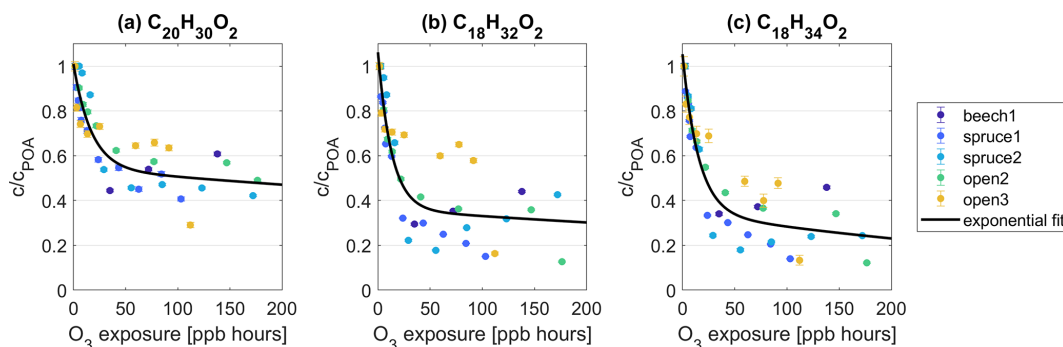 (a) C20H30O2
(b) C18H32O2
(c) C18H34O2
c/cPOA
1
0.8
0.6
0.4
0.2
0
0 50 100 150 200
O3 exposure [ppb hours]
c/cPOA
1
0.8
0.6
0.4
0.2
0
0 50 100 150 200
O3 exposure [ppb hours]
c/cPOA
1
0.8
0.6
0.4
0.2
0
0 50 100 150 200
O3 exposure [ppb hours]
beech1
spruce1
spruce2
open2
open3
exponential fit